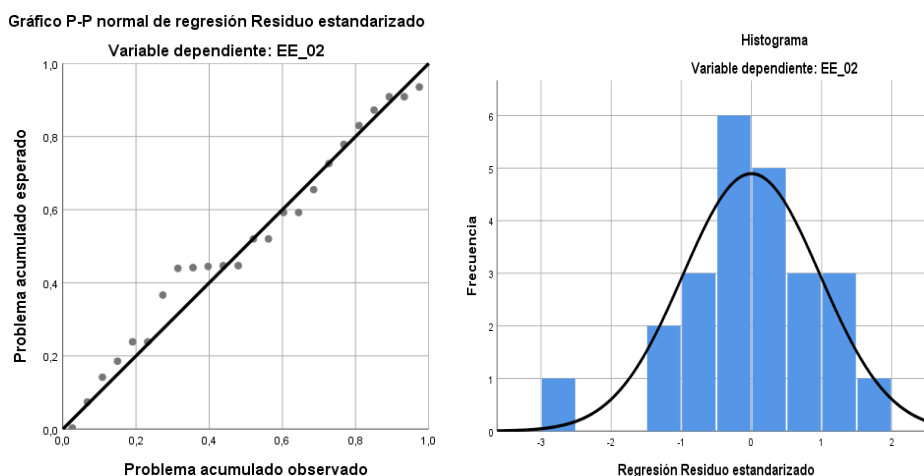 Gráfico P-P normal de regresión Residuo estandarizado
Variable dependiente: EE_02
1,0
0,8
0,6
0,4
0,2
0,0
0,0 0,2 0,4 0,6 0,8 1,0
Problema acumulado esperado
Problema acumulado observado
Histograma
Variable dependiente: EE_02
6
5
4
3
2
1
0
-3 -2 -1 0 1 2
Frecuencia
Regresión Residuo estandarizado